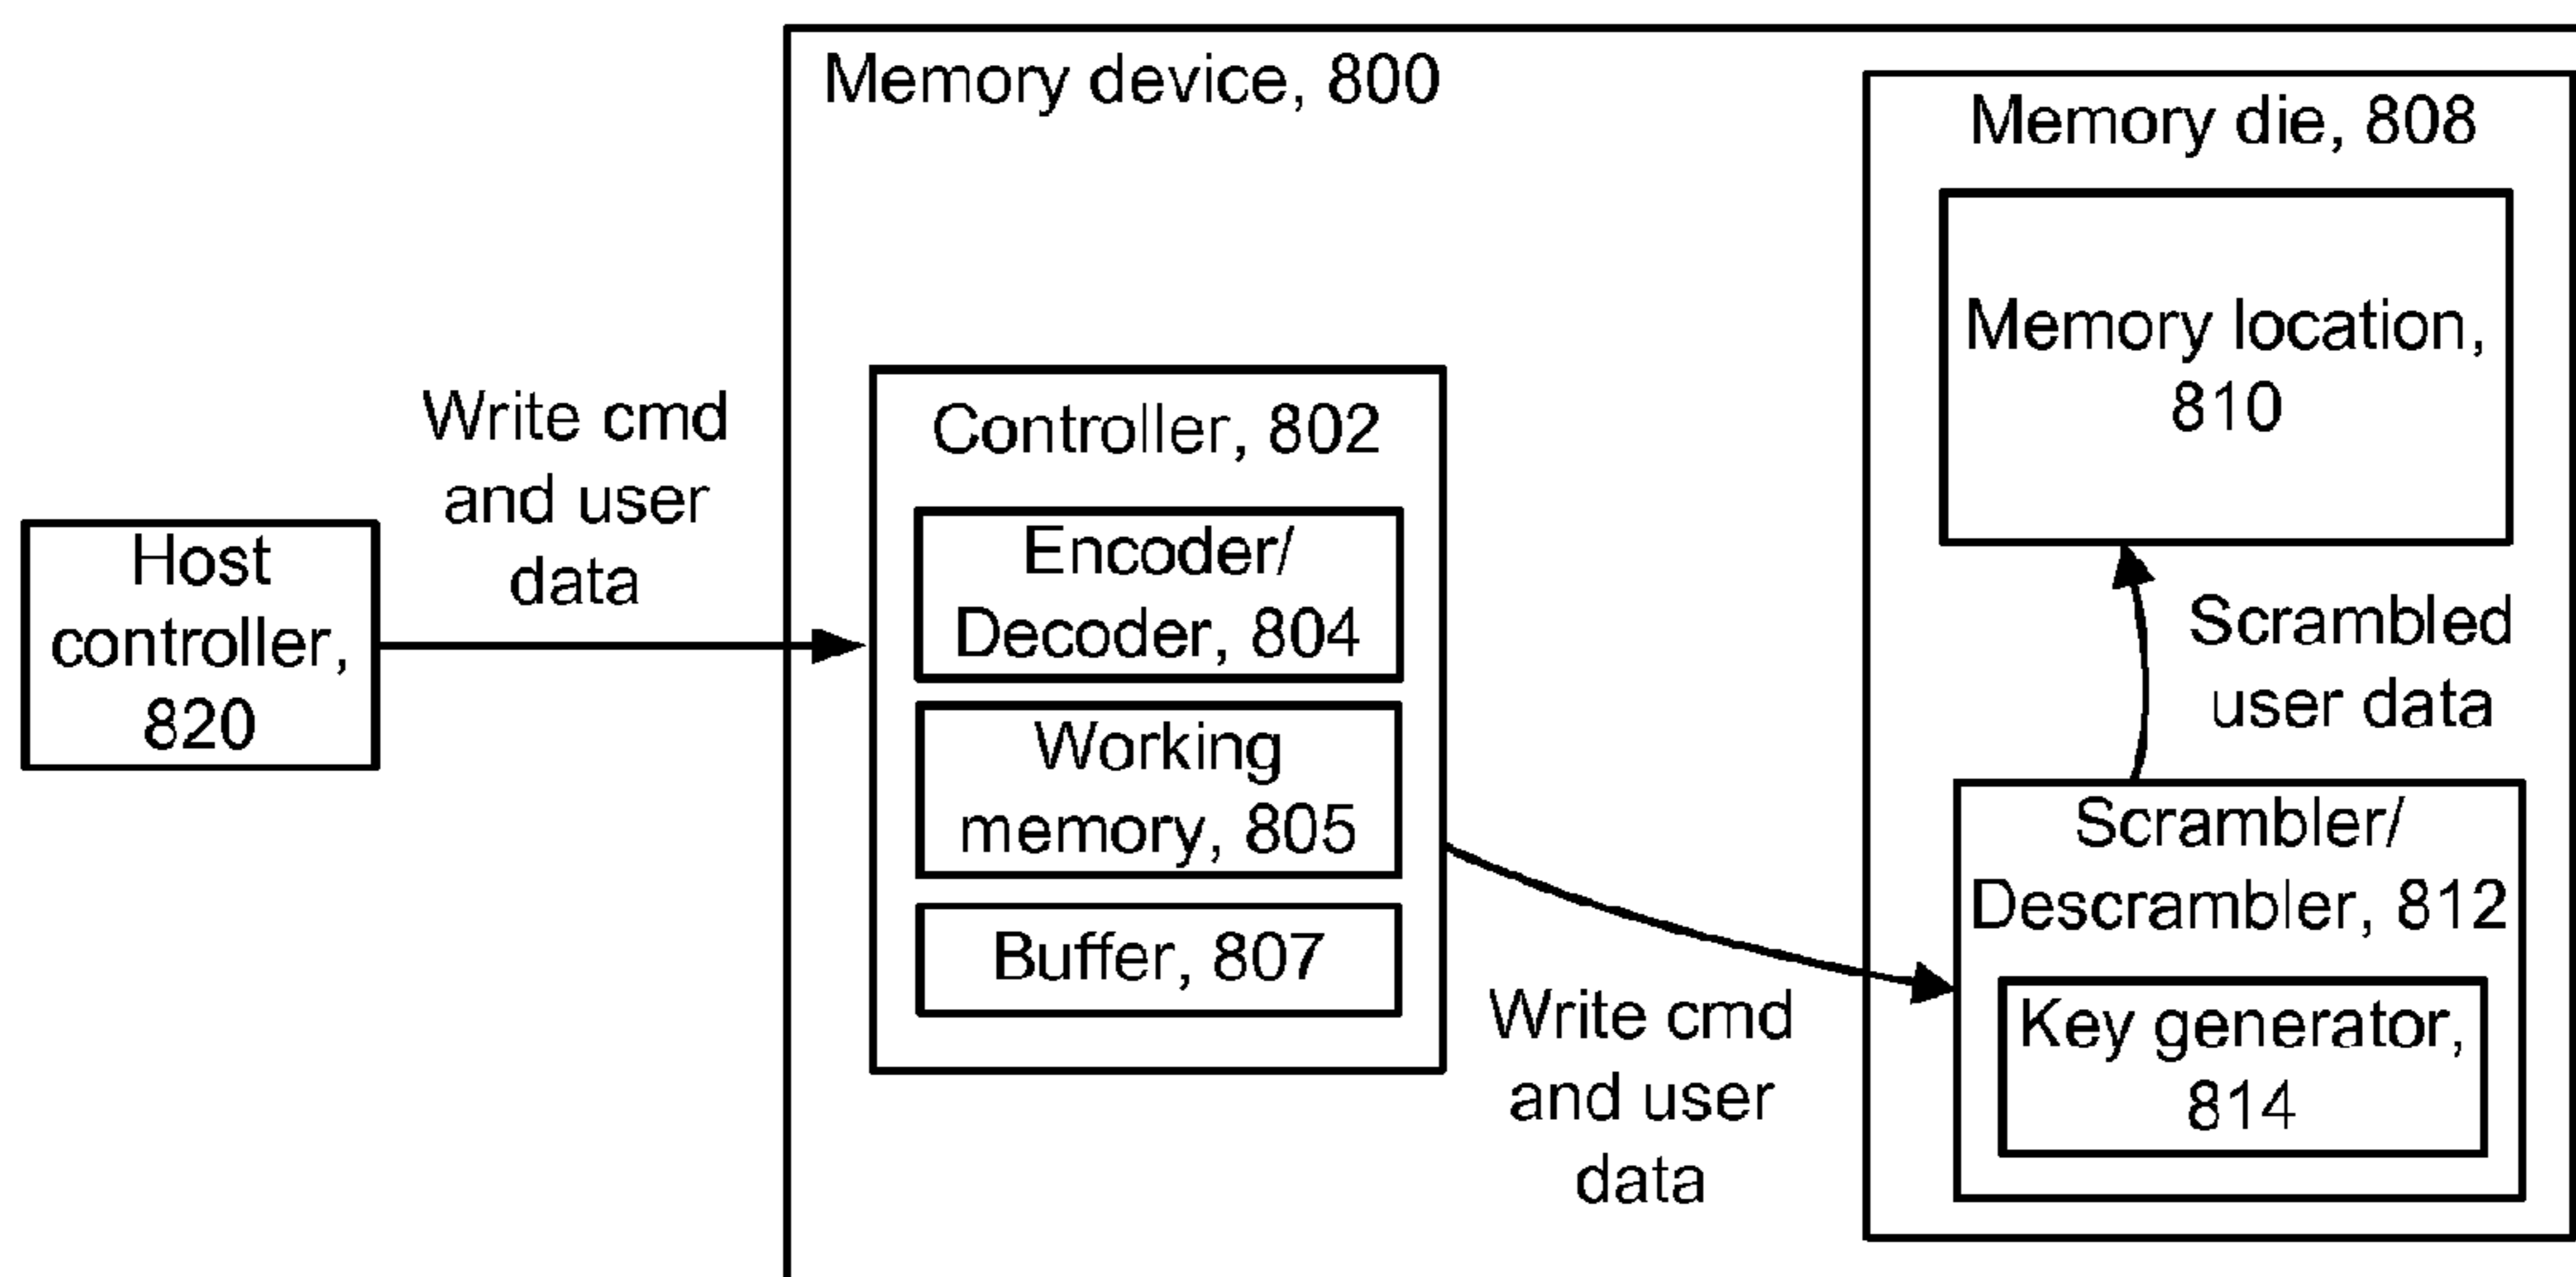 Memory device, 800
Memory die, 808
Memory location,
810
Write cmd
and user
data
Controller, 802
Encoder/
Decoder, 804
Host
controller,
820
Scrambled
user data
Working
memory, 805
Scrambler/
Descrambler, 812
Buffer, 807
Write cmd
and user
data
Key generator,
814